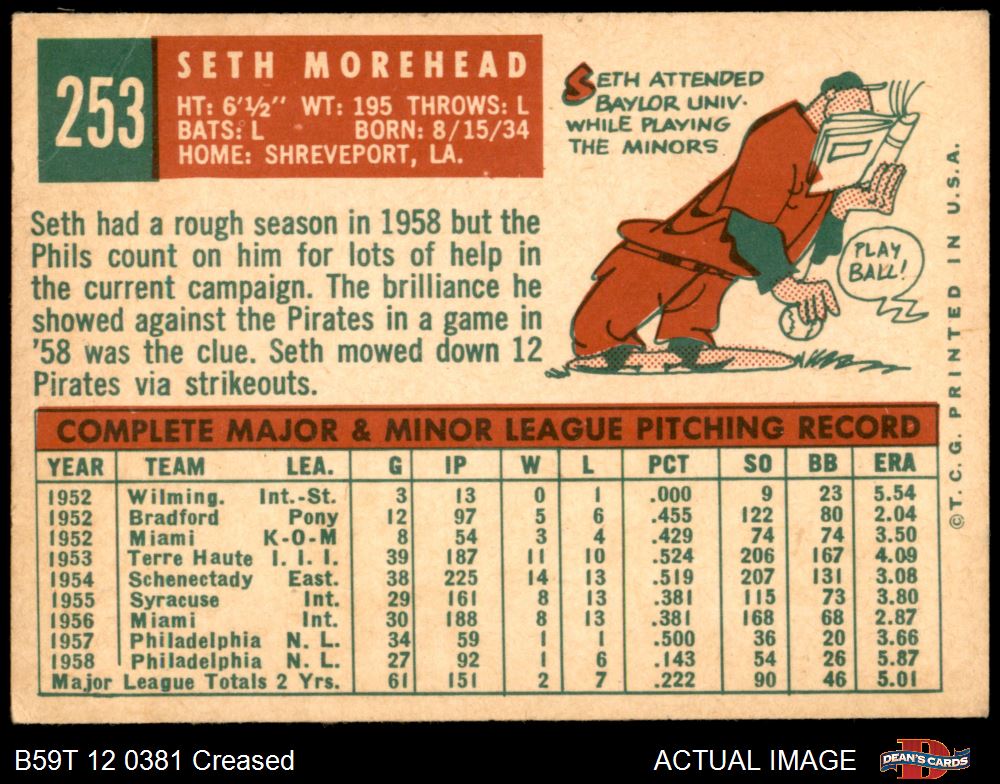 253
SETH MOREHEAD
HT: 6'½" WT: 195 THROWS: L
BATS: L BORN: 8/15/34
HOME: SHREVEPORT, LA.
SETH ATTENDED
BAYLOR UNIV.
WHILE PLAYING
THE MINORS
PLAY
BALL!
Seth had a rough season in 1958 but the
Phils count on him for lots of help in
the current campaign. The brilliance he
showed against the Pirates in a game in
'58 was the clue. Seth mowed down 12
Pirates via strikeouts.
COMPLETE MAJOR & MINOR LEAGUE PITCHING RECORD
YEAR TEAM LEA. G IP W L PCT SO BB ERA
1952 Wilming. Int.-St. 3 13 0 1 .000 9 23 5.54
1952 Bradford Pony 12 97 5 6 .455 122 80 2.04
1952 Miami K-O-M 8 54 3 4 .429 74 74 3.50
1953 Terre Haute I. I. I. 39 187 11 10 .524 206 167 4.09
1954 Schenectady East. 38 225 14 13 .519 207 131 3.08
1955 Syracuse Int. 29 161 8 13 .381 115 73 3.80
1956 Miami Int. 30 188 8 13 .381 168 68 2.87
1957 Philadelphia N. L. 34 59 1 1 .500 36 20 3.66
1958 Philadelphia N. L. 27 92 1 6 .143 54 26 5.87
Major League Totals 2 Yrs. 61 151 2 7 .222 90 46 5.01
© T. C. G. PRINTED IN U.S.A.
B59T 12 0381 Creased
ACTUAL IMAGE
D
DEAN'S CARDS